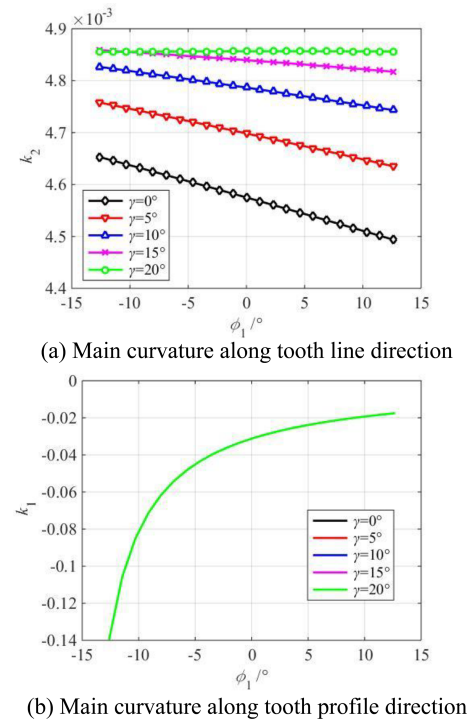 ×10⁻³
4.9
4.8
4.7
4.6
4.5
4.4
k₂
γ=0°
γ=5°
γ=10°
γ=15°
γ=20°
-15 -10 -5 0 5 10 15
ϕ₁ /°
(a) Main curvature along tooth line direction
0
-0.02
-0.04
-0.06
-0.08
-0.1
-0.12
-0.14
k₁
γ=0°
γ=5°
γ=10°
γ=15°
γ=20°
-15 -10 -5 0 5 10 15
ϕ₁ /°
(b) Main curvature along tooth profile direction